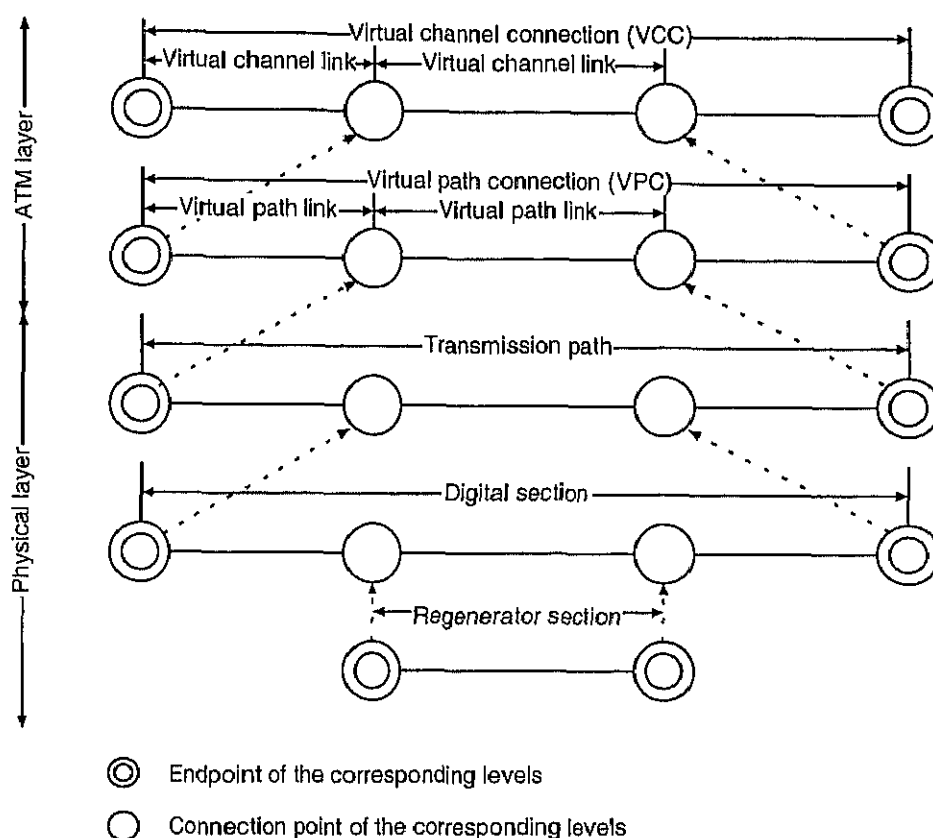 Virtual channel connection (VCC)
Virtual channel link
Virtual channel link
ATM layer
Virtual path connection (VPC)
Virtual path link
Virtual path link
Physical layer
Transmission path
Digital section
Regenerator section
Endpoint of the corresponding levels
Connection point of the corresponding levels